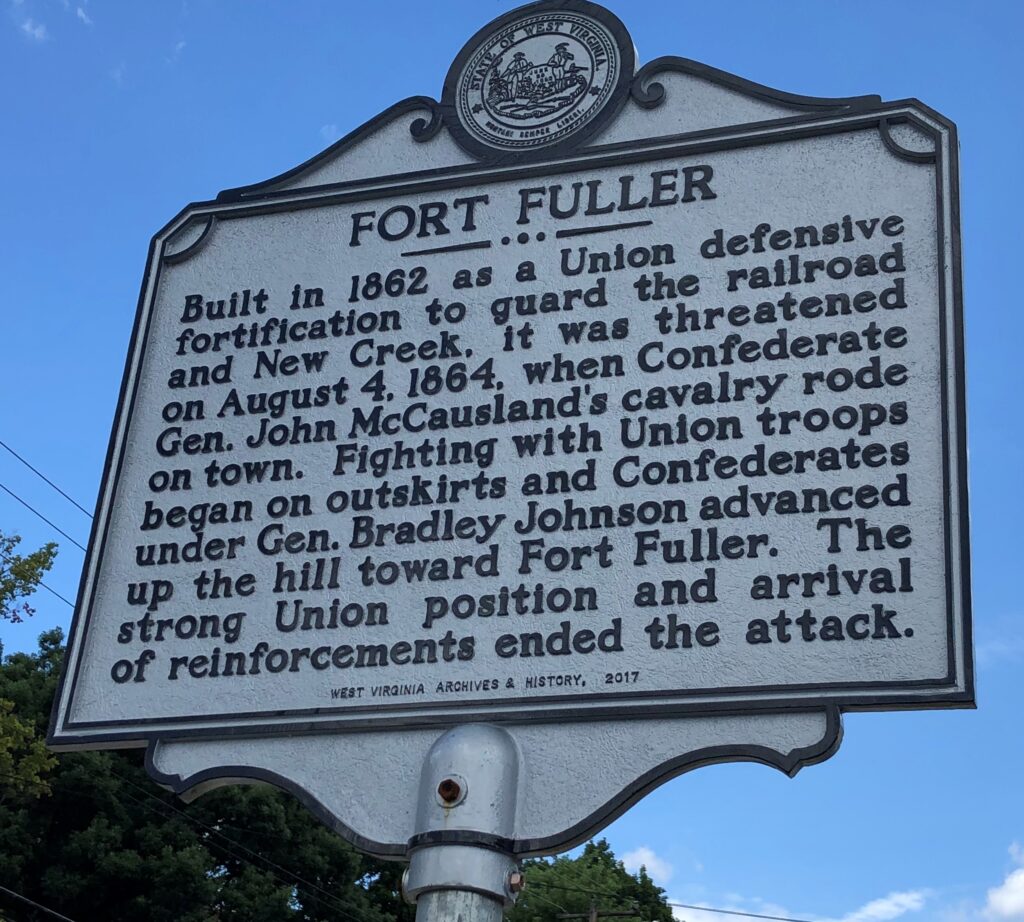 STATE OF WEST VIRGINIA.
MONTANI SEMPER LIBERI.
FORT FULLER
Built in 1862 as a Union defensive
fortification to guard the railroad
and New Creek, it was threatened
on August 4, 1864, when Confederate
Gen. John McCausland's cavalry rode
on town. Fighting with Union troops
began on outskirts and Confederates
under Gen. Bradley Johnson advanced
up the hill toward Fort Fuller. The
strong Union position and arrival
of reinforcements ended the attack.
WEST VIRGINIA ARCHIVES & HISTORY, 2017